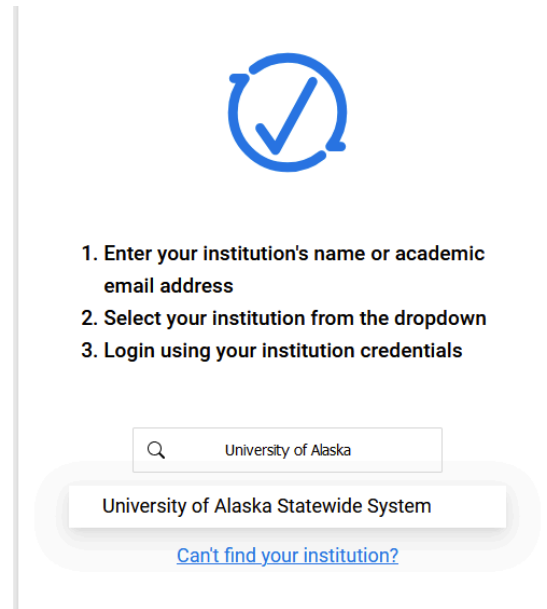 1. Enter your institution's name or academic
email address
2. Select your institution from the dropdown
3. Login using your institution credentials
University of Alaska
University of Alaska Statewide System
Can't find your institution?